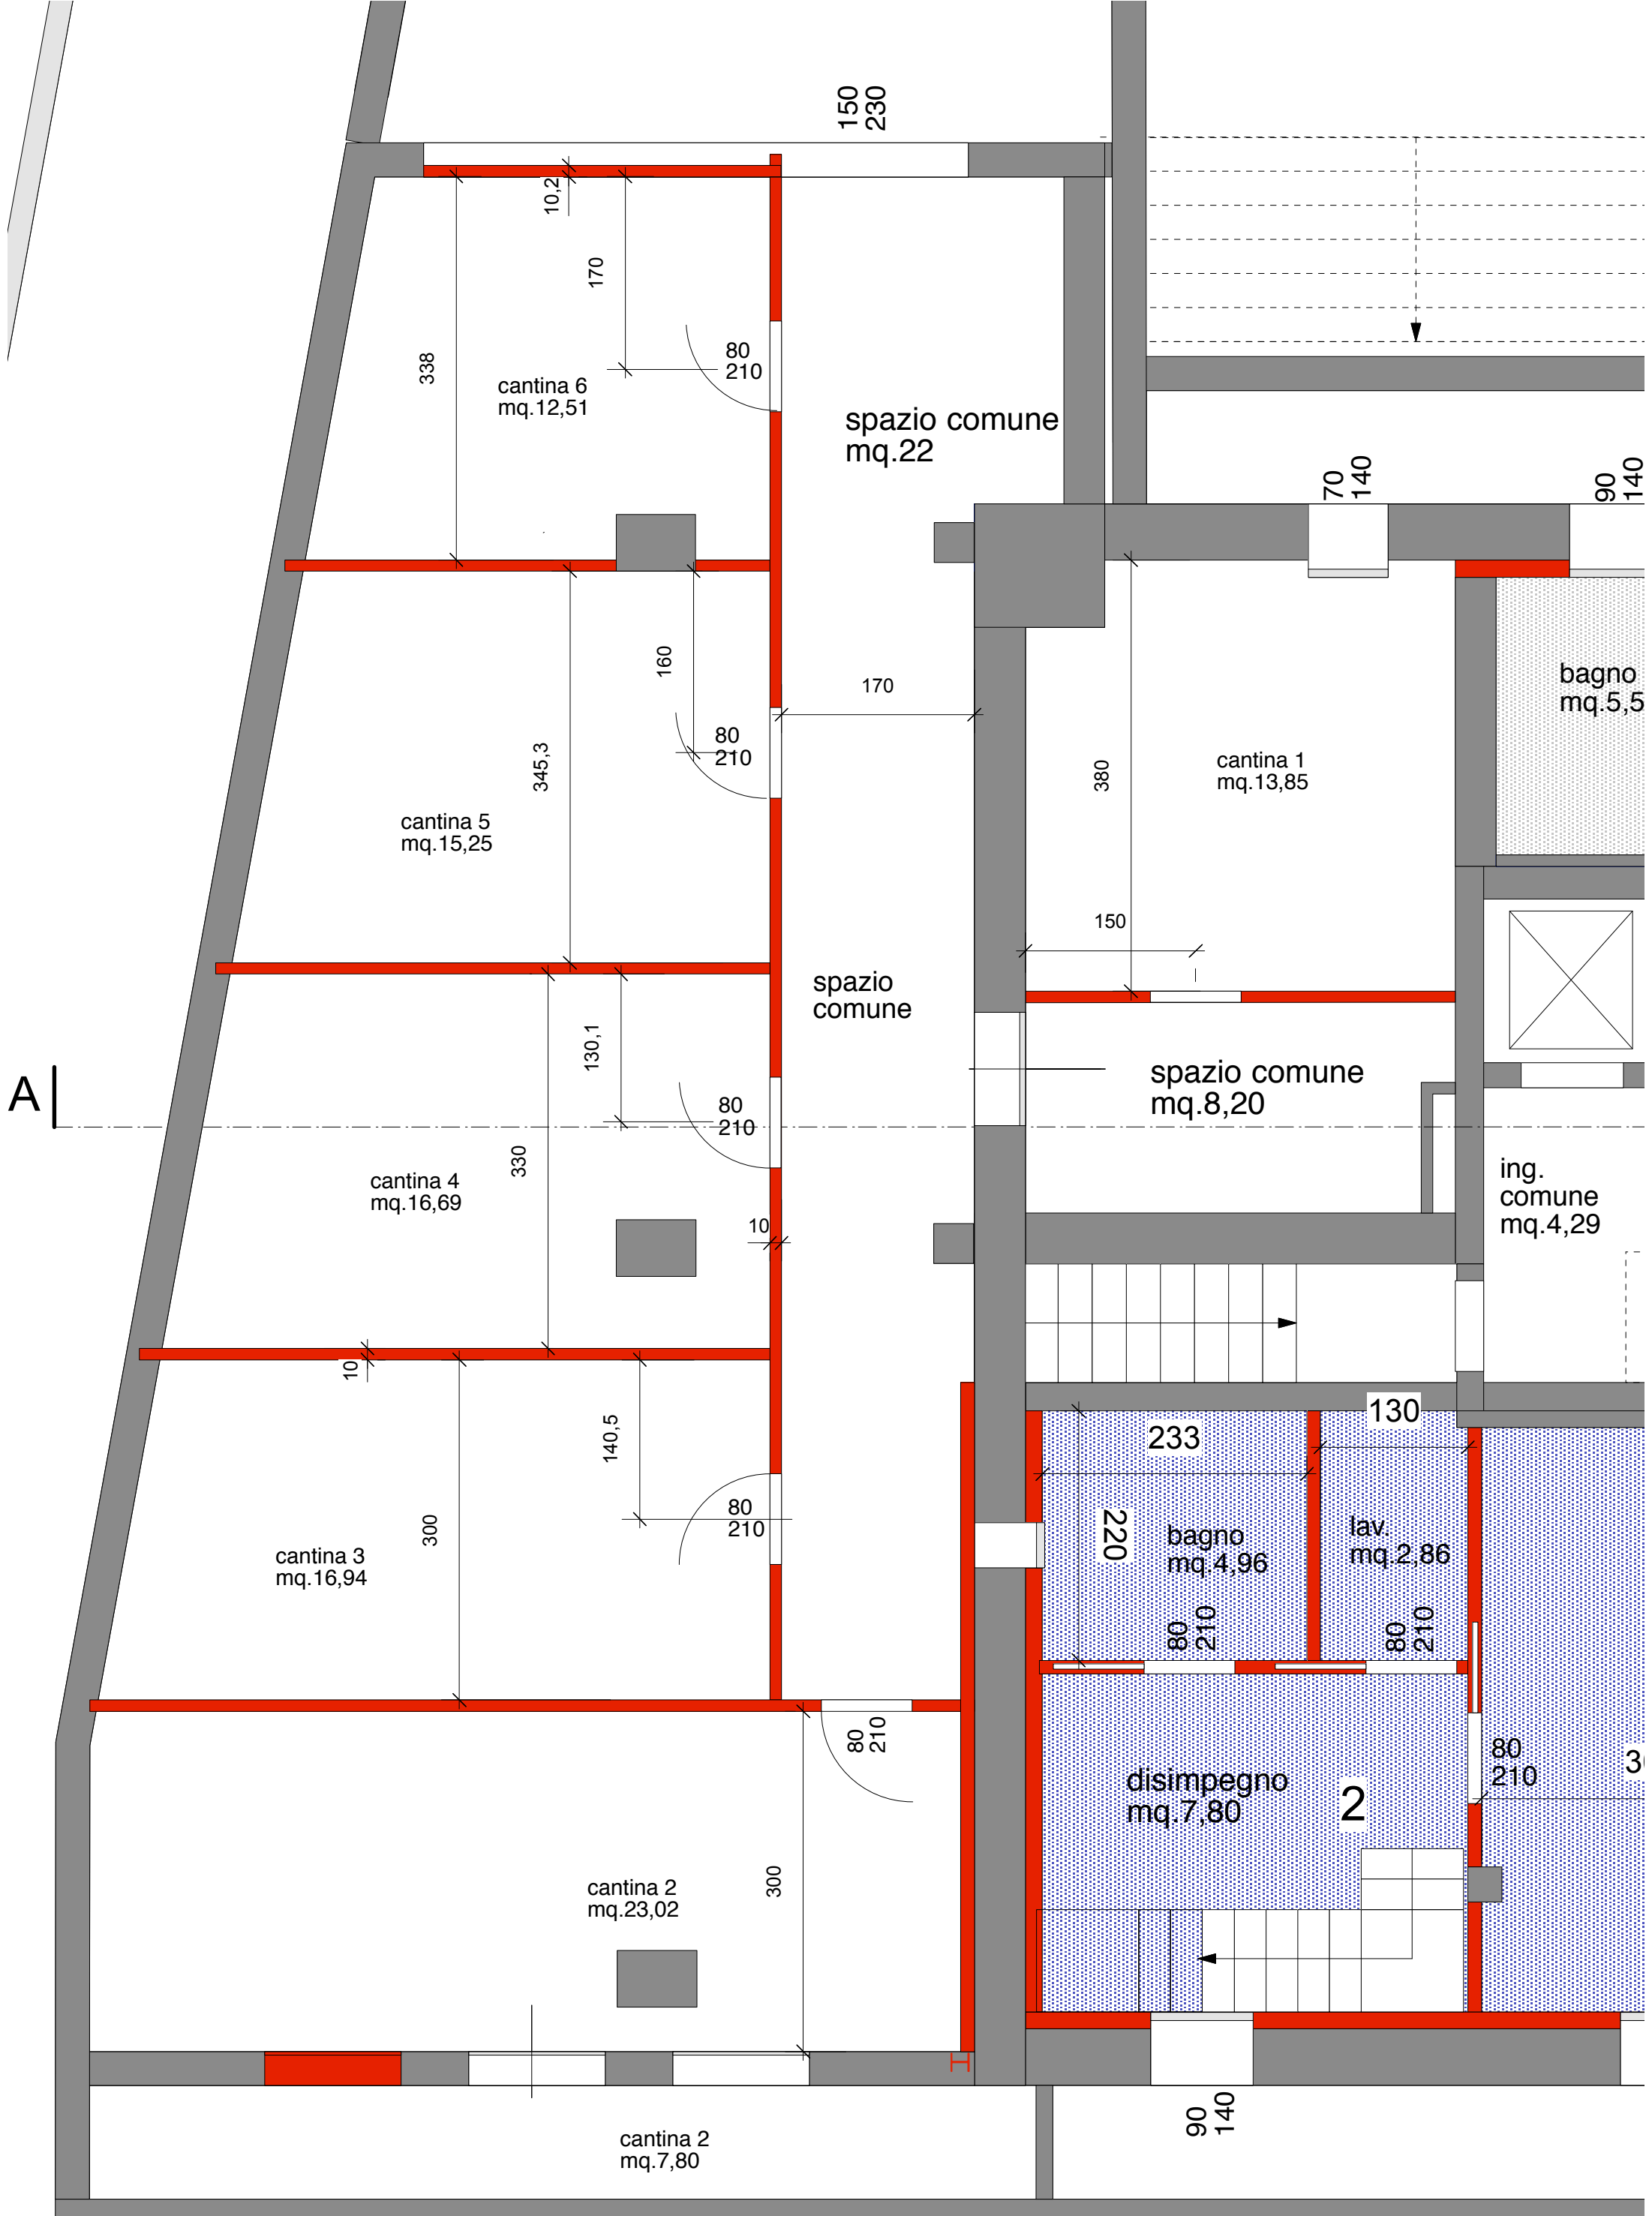 150
230
10,2
170
338
80
210
cantina 6
mq.12,51
spazio comune
mq.22
70
140
90
140
160
170
80
210
345,3
bagno
mq.5,5
cantina 1
mq.13,85
380
cantina 5
mq.15,25
150
spazio
comune
130,1
A
80
210
spazio comune
mq.8,20
330
cantina 4
mq.16,69
ing.
comune
mq.4,29
10
10
140,5
130
233
80
210
300
220
bagno
mq.4,96
lav.
mq.2,86
cantina 3
mq.16,94
80
210
80
210
80
210
80
210
disimpegno
mq.7,80
2
300
cantina 2
mq.23,02
H
90
140
cantina 2
mq.7,80